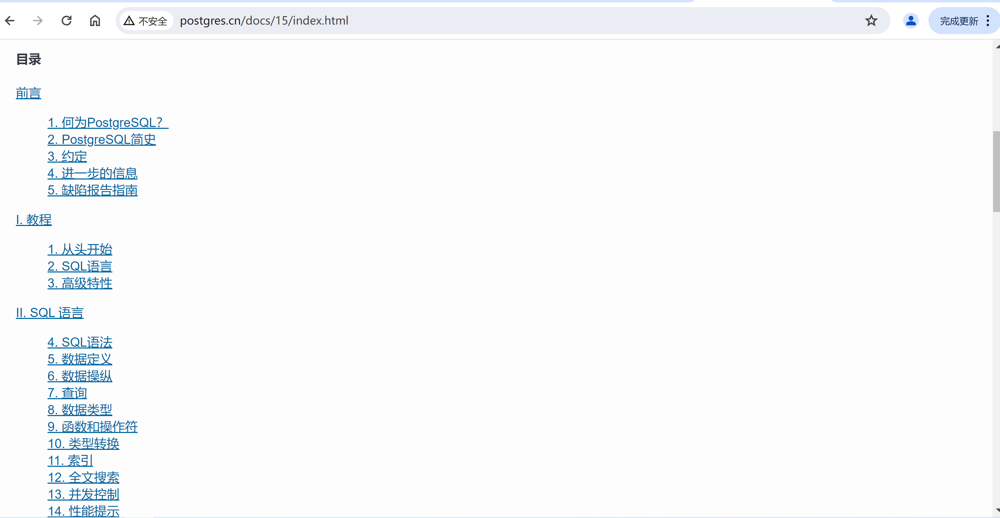 不安全 postgres.cn/docs/15/index.html 完成更新
目录
前言
1. 何为PostgreSQL？
2. PostgreSQL简史
3. 约定
4. 进一步的信息
5. 缺陷报告指南
I. 教程
1. 从头开始
2. SQL语言
3. 高级特性
II. SQL 语言
4. SQL语法
5. 数据定义
6. 数据操纵
7. 查询
8. 数据类型
9. 函数和操作符
10. 类型转换
11. 索引
12. 全文搜索
13. 并发控制
14. 性能提示